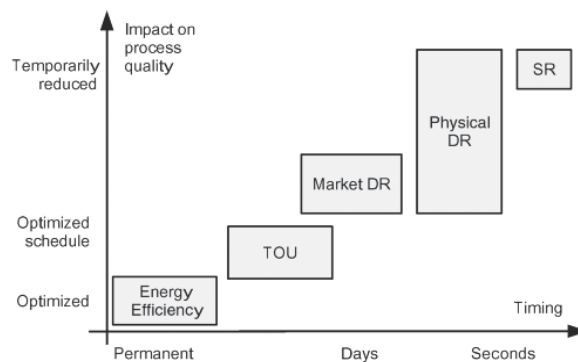 Impact on
process
quality
Temporarily
reduced
SR
Physical
DR
Market DR
Optimized
schedule
TOU
Energy
Efficiency
Optimized
Timing
Permanent
Days
Seconds